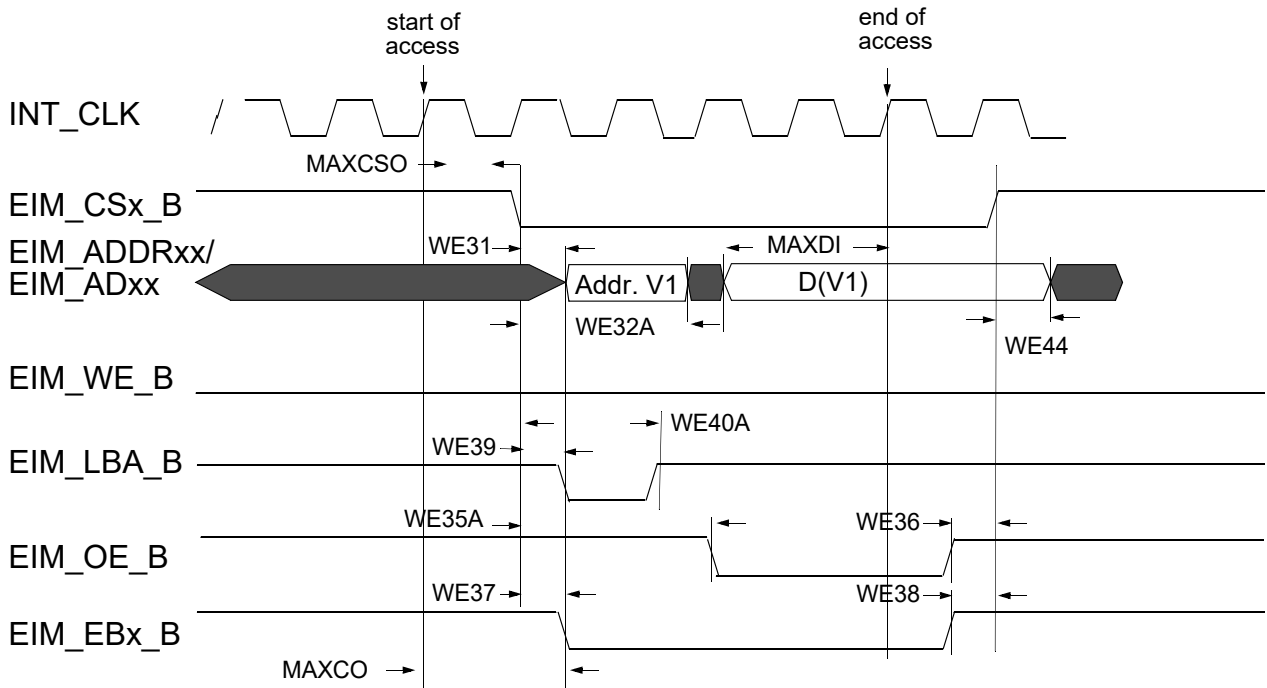 start of
access
end of
access
INT_CLK
MAXCSO
EIM_CSx_B
EIM_ADDRxx/
EIM_ADxx
WE31
MAXDI
Addr. V1
D(V1)
WE32A
WE44
EIM_WE_B
WE40A
WE39
EIM_LBA_B
WE35A
WE36
EIM_OE_B
WE37
WE38
EIM_EBx_B
MAXCO